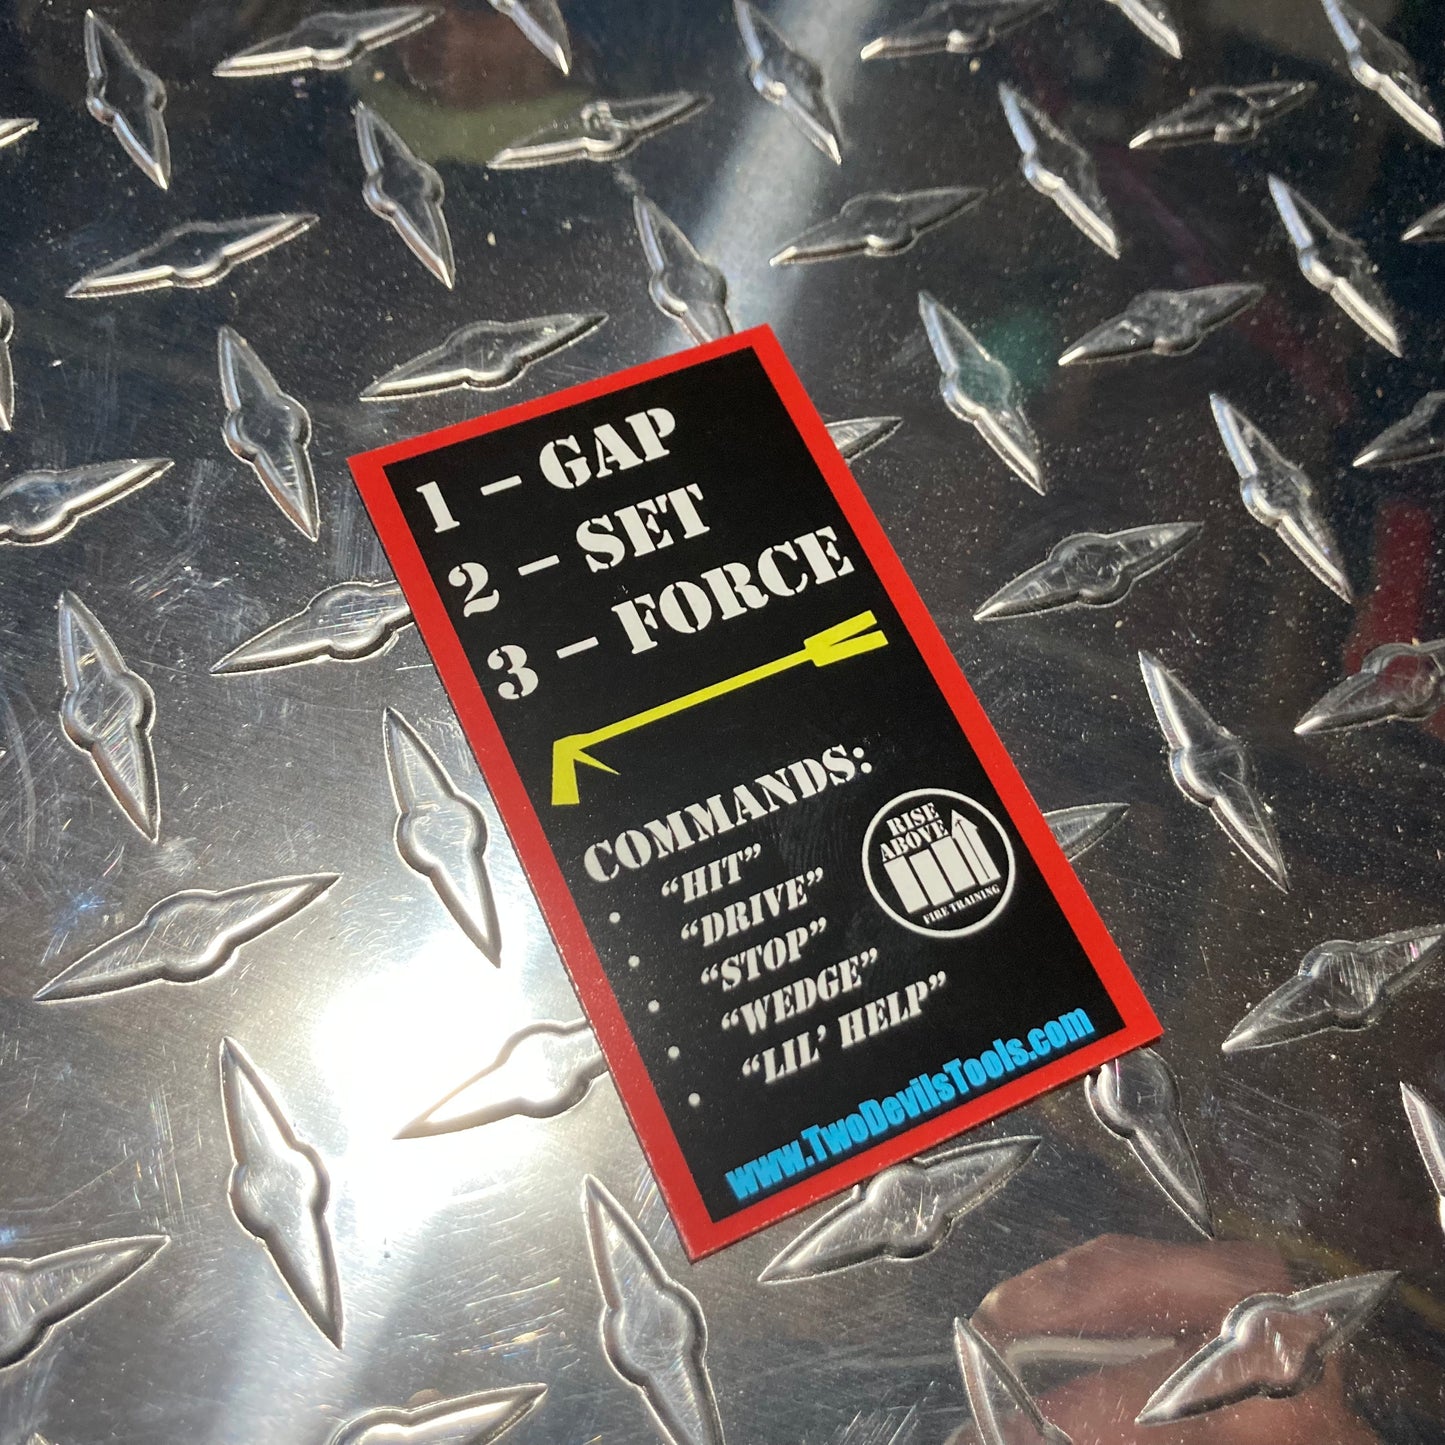 1 – GAP
2 – SET
3 – FORCE
COMMANDS:
• “HIT”
• “DRIVE”
• “STOP”
• “WEDGE”
• “LIL’ HELP”
RISE
ABOVE
FIRE TRAINING
www.TwoDevilsTools.com